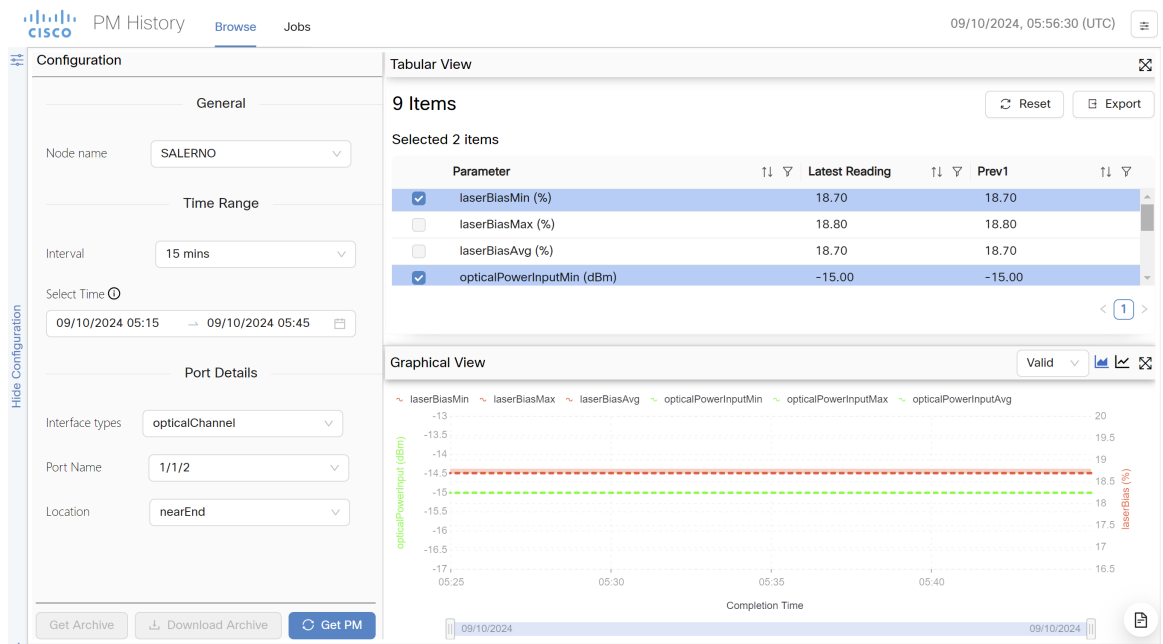 CISCO
PM History
Browse
Jobs
09/10/2024, 05:56:30 (UTC)
Hide Configuration
Configuration
General
Node name
SALERNO
Time Range
Interval
15 mins
Select Time
09/10/2024 05:15 → 09/10/2024 05:45
Port Details
Interface types
opticalChannel
Port Name
1/1/2
Location
nearEnd
Get Archive
Download Archive
Get PM
Tabular View
9 Items
Reset
Export
Selected 2 items
Parameter Latest Reading Prev1
laserBiasMin (%) 18.70 18.70
laserBiasMax (%) 18.80 18.80
laserBiasAvg (%) 18.70 18.70
opticalPowerInputMin (dBm) -15.00 -15.00
< 1 >
Graphical View
Valid
laserBiasMin laserBiasMax laserBiasAvg opticalPowerInputMin opticalPowerInputMax opticalPowerInputAvg
opticalPowerInput (dBm)
-13
-13.5
-14
-14.5
-15
-15.5
-16
-16.5
-17
20
19.5
19
18.5
18
17.5
17
16.5
laserBias (%)
05:25 05:30 05:35 05:40
Completion Time
09/10/2024 09/10/2024